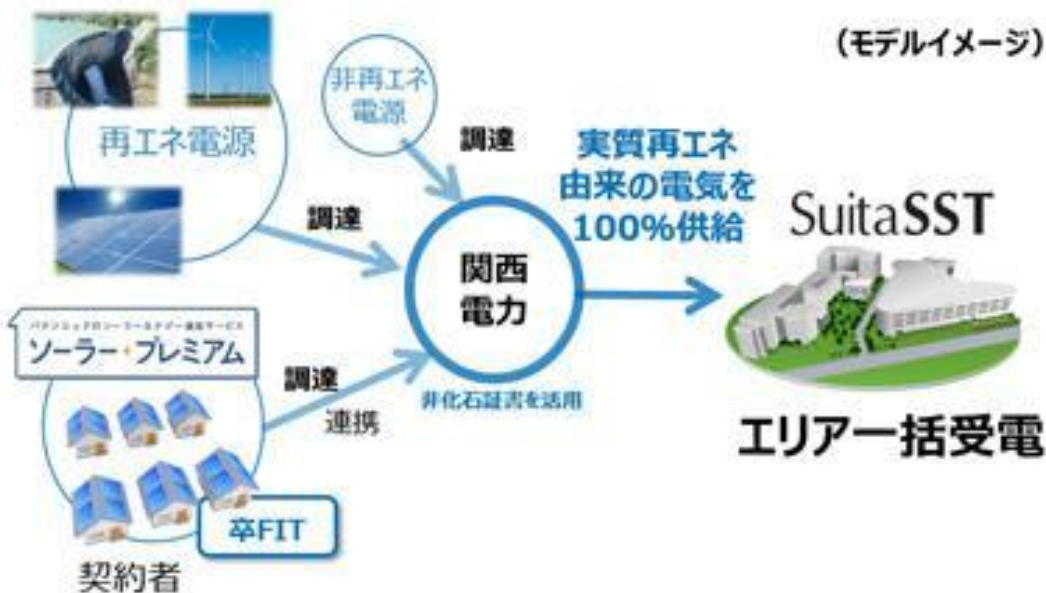 (モデルイメージ)
非再エネ
電源
再エネ電源
調達
調達
実質再エネ
由来の電気を
100%供給
SuitaSST
関西
電力
ソーラー・プレミアム
調達
連携
非化石証書を活用
エリア一括受電
卒FIT
契約者